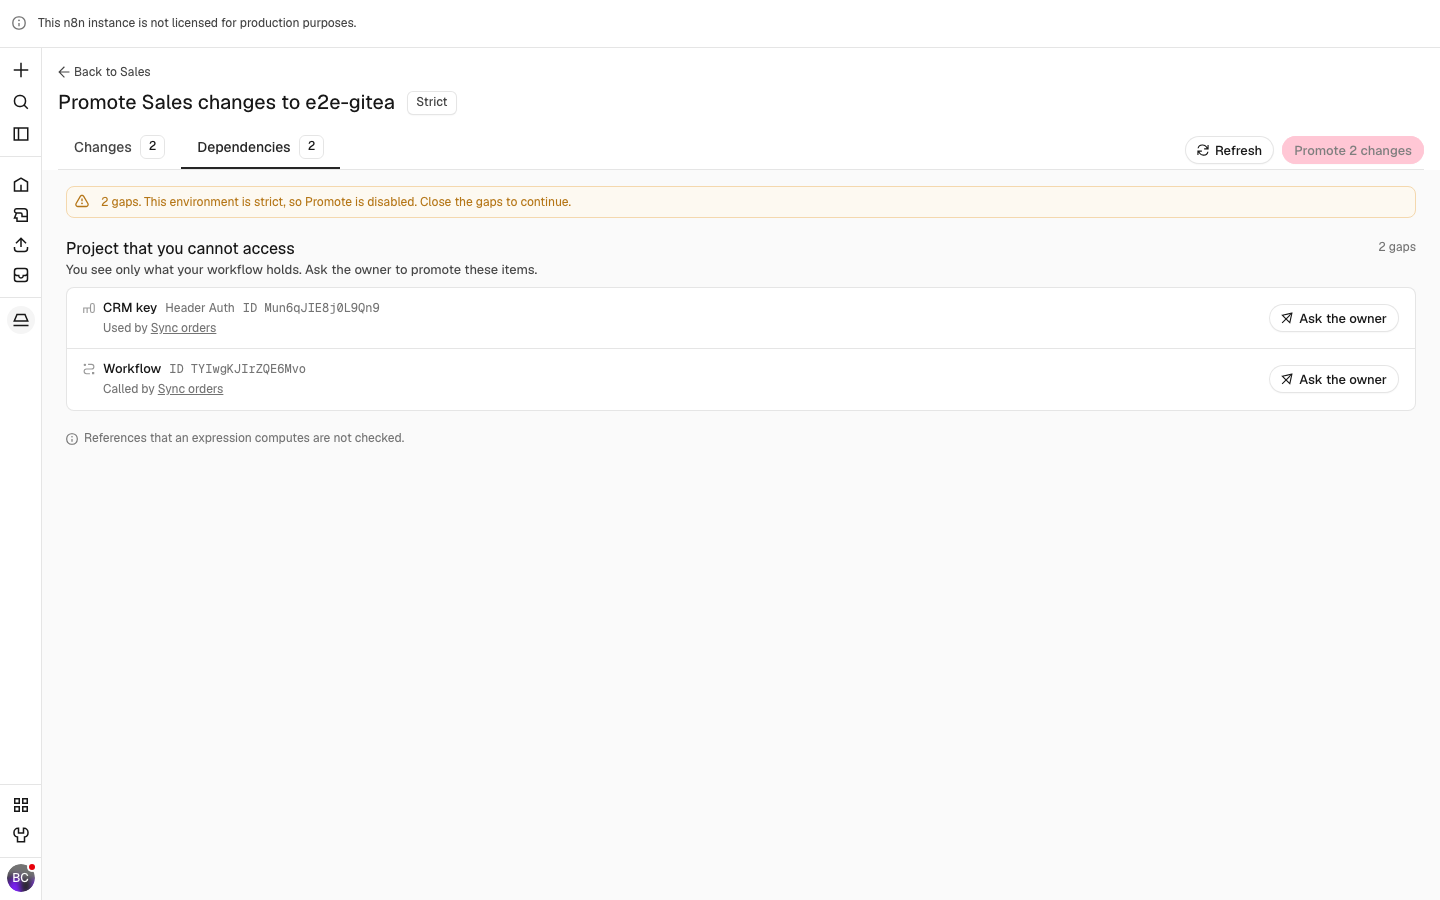 This n8n instance is not licensed for production purposes.
Back to Sales
Promote Sales changes to e2e-gitea Strict
Changes 2 Dependencies 2 Refresh Promote 2 changes
2 gaps. This environment is strict, so Promote is disabled. Close the gaps to continue.
Project that you cannot access 2 gaps
You see only what your workflow holds. Ask the owner to promote these items.
CRM key Header Auth ID Mun6qJIE8j0L9Qn9
Used by Sync orders Ask the owner
Workflow ID TYIwgKJIrZQE6Mvo
Called by Sync orders Ask the owner
References that an expression computes are not checked.
BC